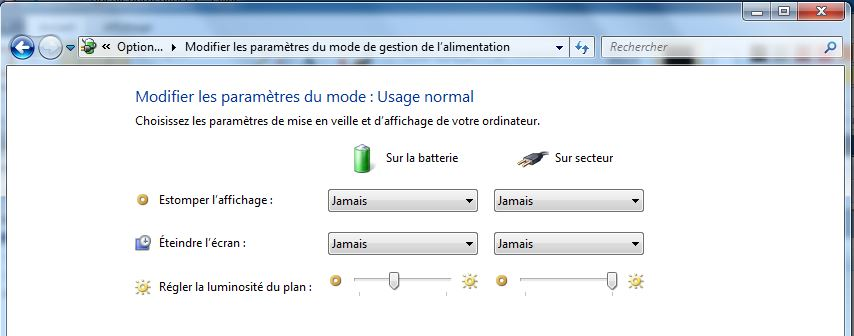 « Option... ▸ Modifier les paramètres du mode de gestion de l'alimentation
Rechercher
Modifier les paramètres du mode : Usage normal
Choisissez les paramètres de mise en veille et d'affichage de votre ordinateur.
Sur la batterie Sur secteur
Estomper l'affichage : Jamais Jamais
Éteindre l'écran : Jamais Jamais
Régler la luminosité du plan :